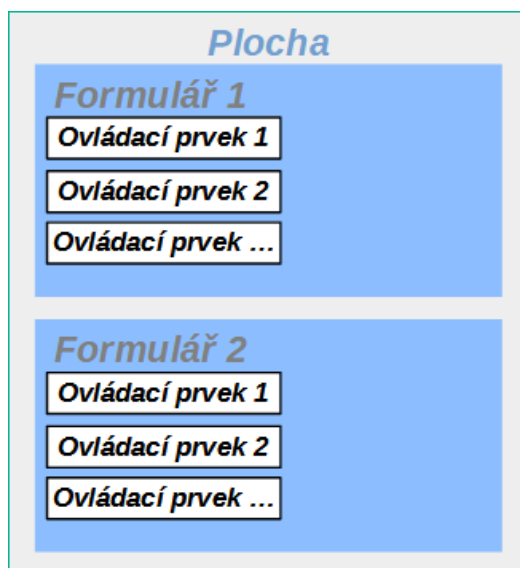 Plocha
Formulář 1
Ovládací prvek 1
Ovládací prvek 2
Ovládací prvek …
Formulář 2
Ovládací prvek 1
Ovládací prvek 2
Ovládací prvek …